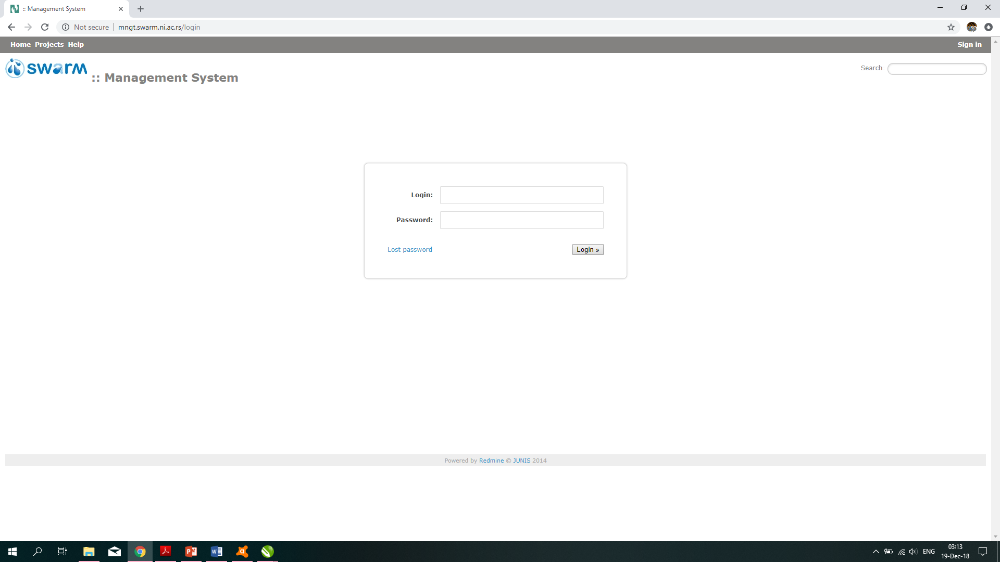 :: Management System
Not secure
mngt.swarm.ni.ac.rs/login
Home Projects Help
Sign in
swarm
:: Management System
Search
Login:
Password:
Lost password
Login »
Powered by Redmine © JUNIS 2014
ENG
03:13
19-Dec-18